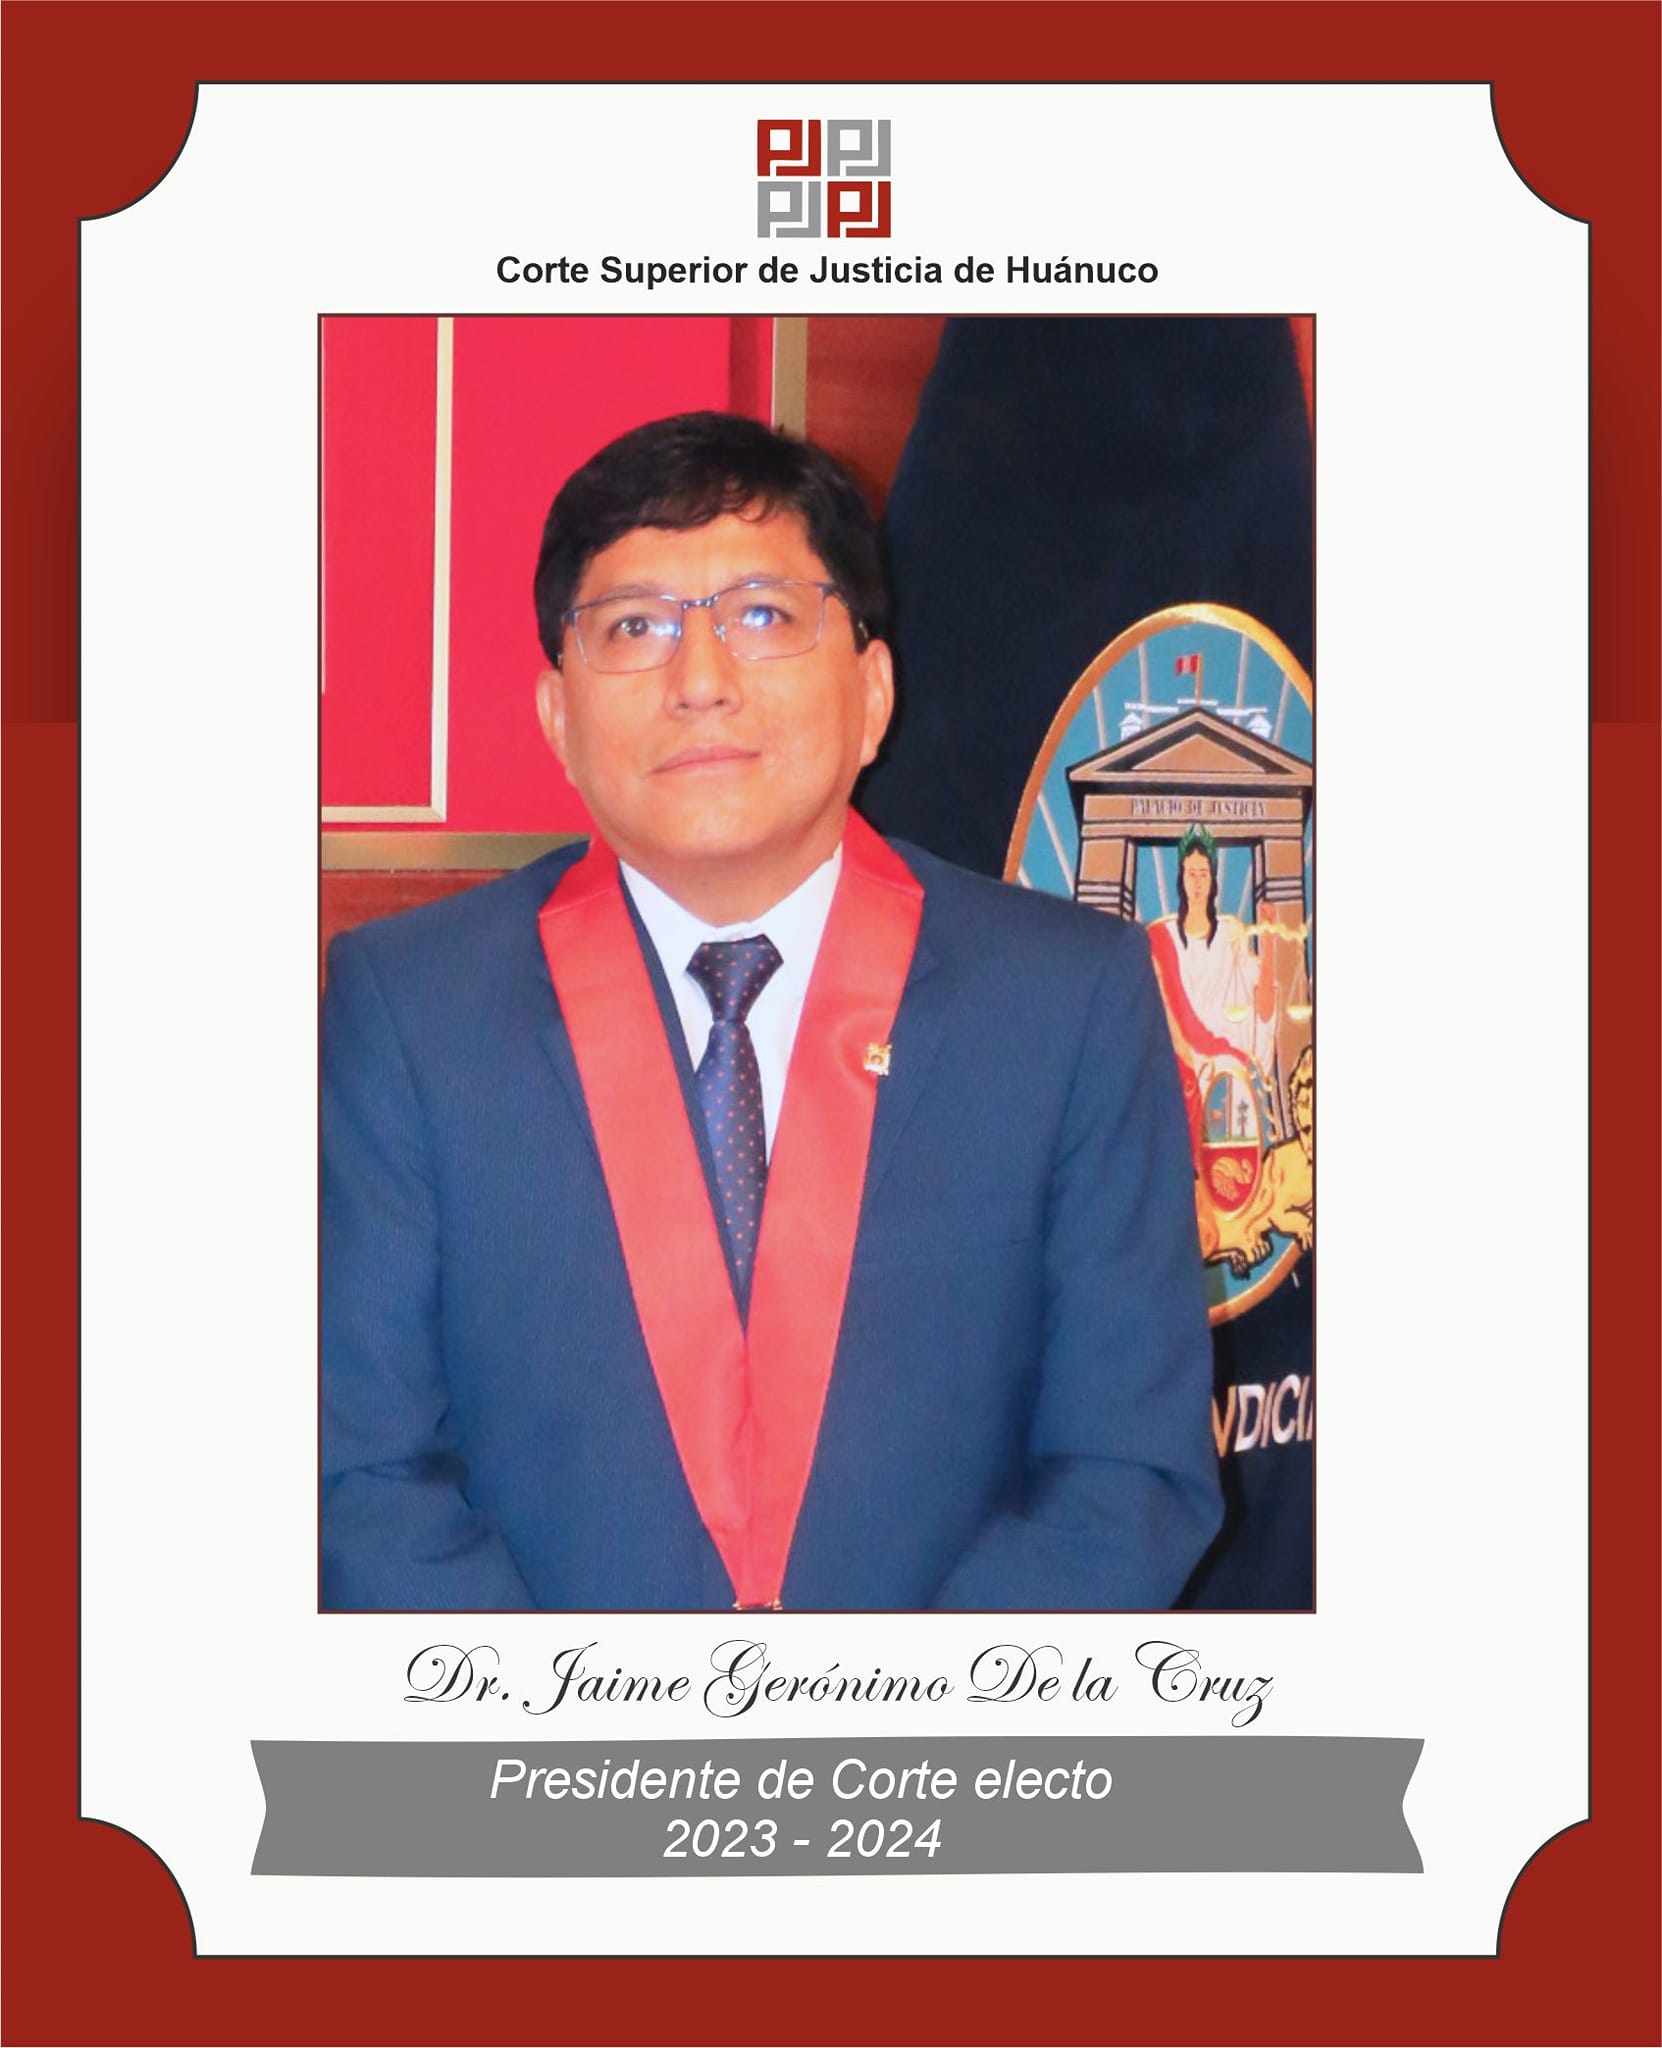 PJ PJ
PJ PJ
Corte Superior de Justicia de Huánuco
PALACIO DE JUSTICIA
Dr. Jaime Gerónimo De la Cruz
Presidente de Corte electo
2023 - 2024